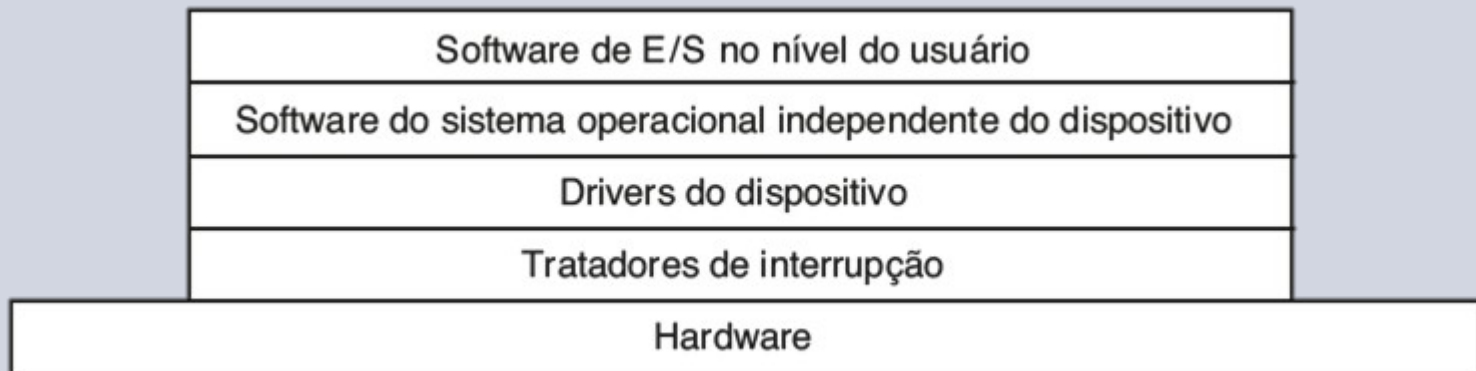 Software de E/S no nível do usuário
Software do sistema operacional independente do dispositivo
Drivers do dispositivo
Tratadores de interrupção
Hardware